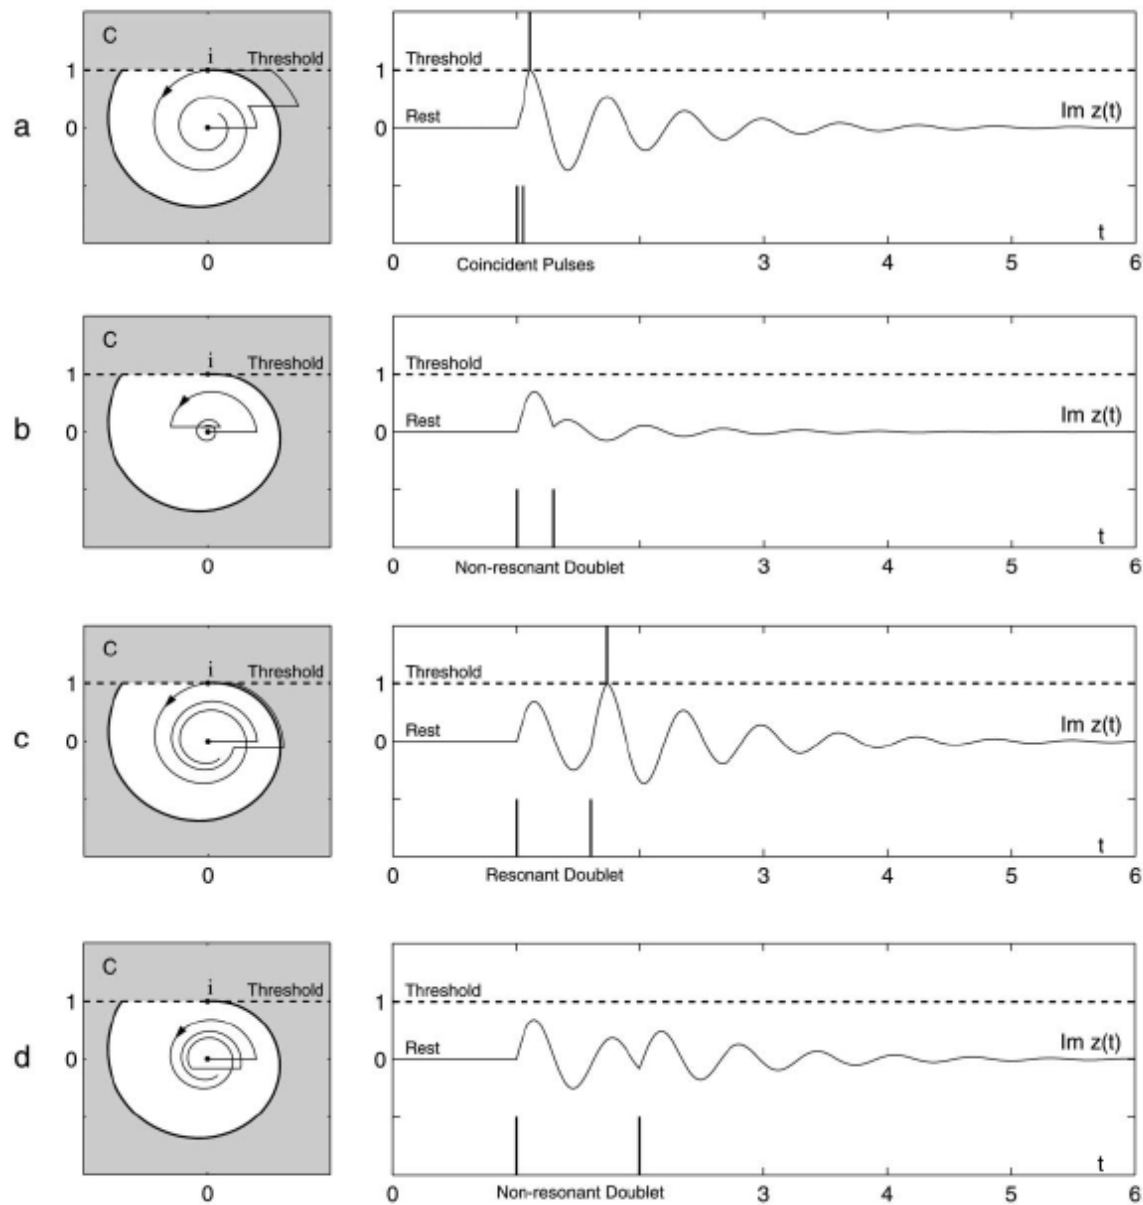 C
i
Threshold
1
0
a
0
Threshold
Rest
Im z(t)
t
0
Coincident Pulses
3
4
5
6
C
i
Threshold
1
0
b
0
Threshold
1
Rest
0
Im z(t)
t
0
Non-resonant Doublet
3
4
5
6
C
i
Threshold
1
0
c
0
Threshold
1
Rest
0
Im z(t)
t
0
Resonant Doublet
3
4
5
6
C
i
Threshold
1
0
d
0
Threshold
1
Rest
0
Im z(t)
t
0
Non-resonant Doublet
3
4
5
6